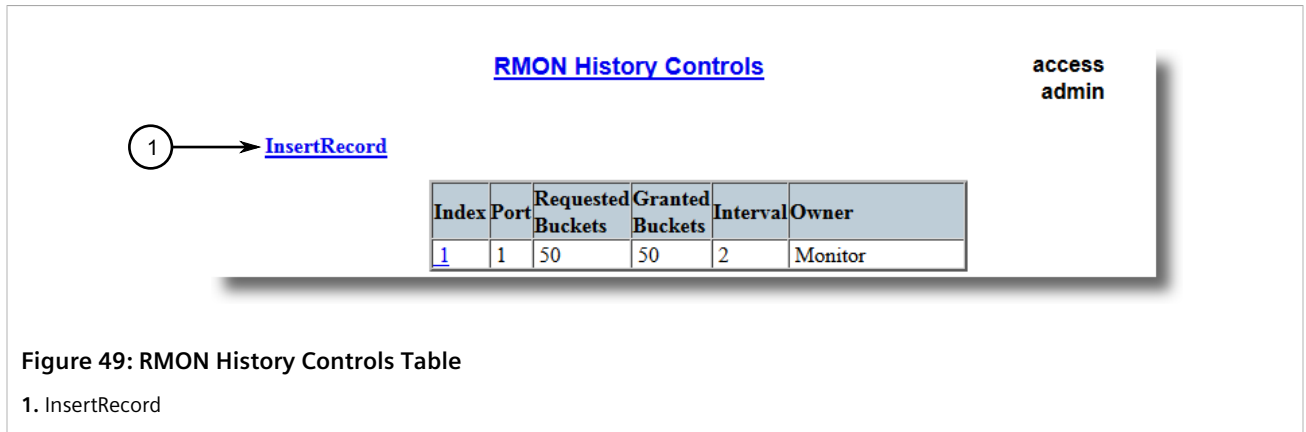 RMON History Controls
access
admin
1
InsertRecord
Index Port Requested Buckets Granted Buckets Interval Owner
1 1 50 50 2 Monitor
Figure 49: RMON History Controls Table
1. InsertRecord